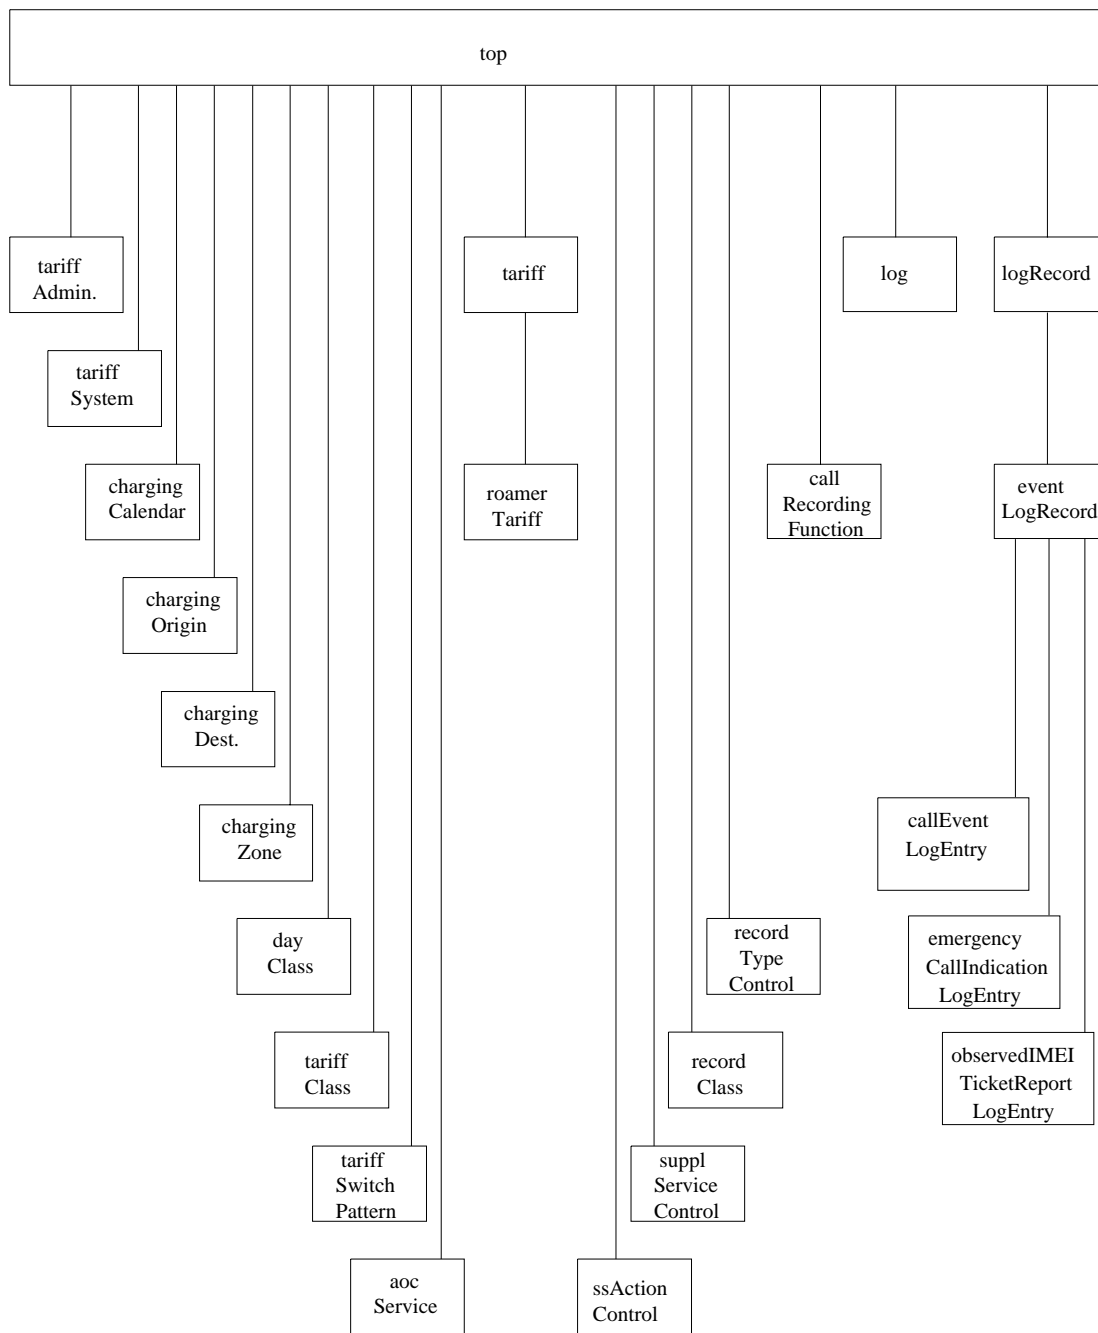 top
tariff
Admin.
tariff
log
logRecord
tariff
System
charging
Calendar
roamer
Tariff
call
Recording
Function
event
LogRecord
charging
Origin
charging
Dest.
charging
Zone
callEvent
LogEntry
day
Class
record
Type
Control
emergency
CallIndication
LogEntry
tariff
Class
record
Class
observedIMEI
TicketReport
LogEntry
tariff
Switch
Pattern
suppl
Service
Control
aoc
Service
ssAction
Control